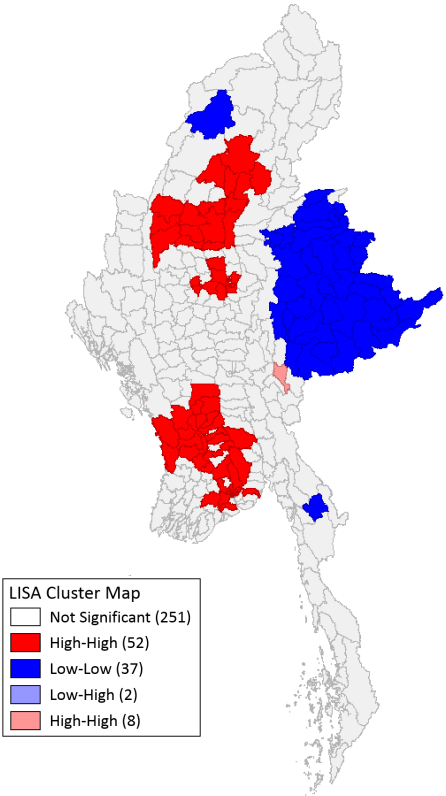 LISA Cluster Map
Not Significant (251)
High-High (52)
Low-Low (37)
Low-High (2)
High-High (8)